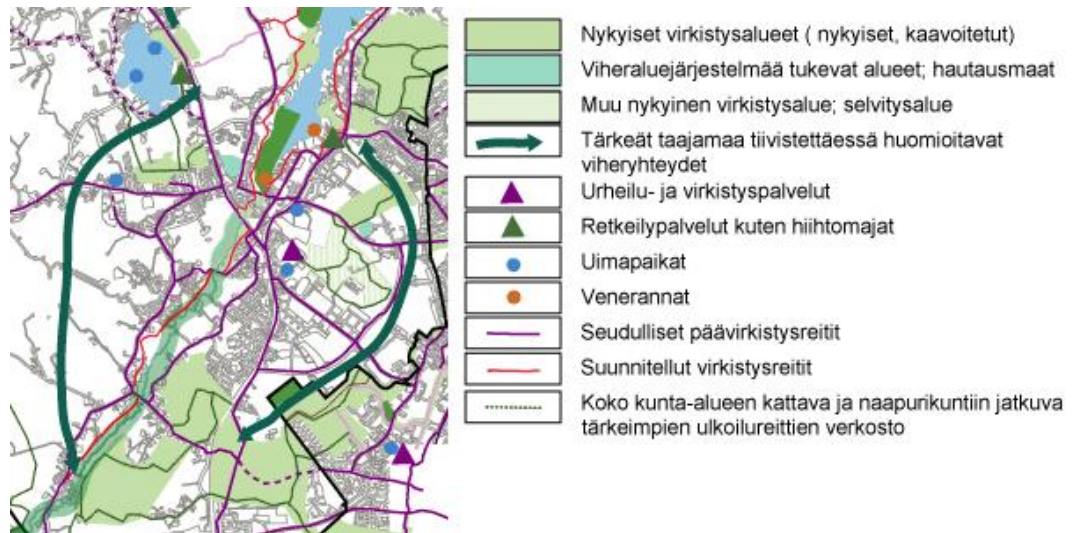 Nykyiset virkistysalueet ( nykyiset, kaavoitetut)
Viheraluejärjestelmää tukevat alueet; hautausmaat
Muu nykyinen virkistysalue; selvitysalue
Tärkeät taajamaa tiivistettäessä huomioitavat
viheryhteydet
Urheilu- ja virkistyspalvelut
Retkeilypalvelut kuten hiihtomajat
Uimapaikat
Venerannat
Seudulliset päävirkistysreitit
Suunnitellut virkistysreitit
Koko kunta-alueen kattava ja naapurikuntiin jatkuva
tärkeimpien ulkoilureittien verkosto